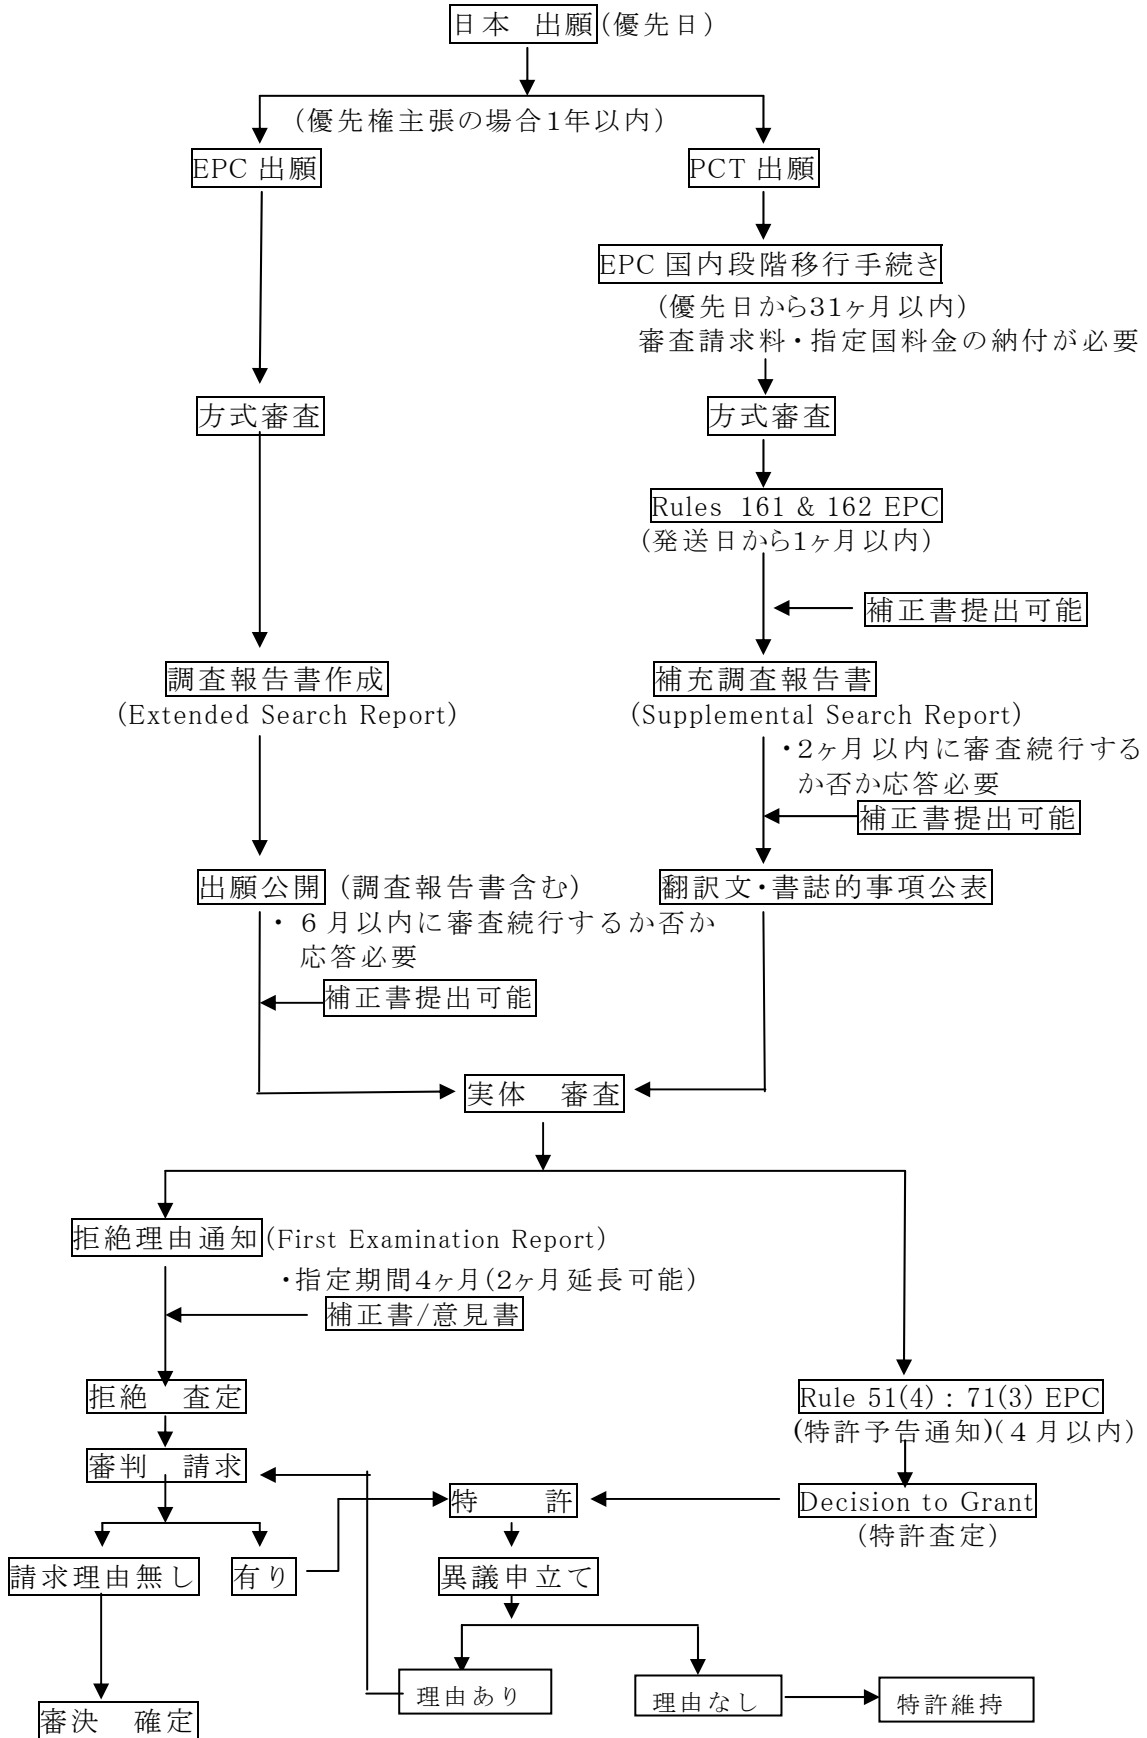 日本 出願(優先日)
(優先権主張の場合1年以内)
EPC 出願
PCT 出願
EPC 国内段階移行手続き
(優先日から31ヶ月以内)
審査請求料・指定国料金の納付が必要
方式審査
方式審査
Rules 161 & 162 EPC
(発送日から1ヶ月以内)
補正書提出可能
調査報告書作成
(Extended Search Report)
補充調査報告書
(Supplemental Search Report)
・2ヶ月以内に審査続行する
か否か応答必要
補正書提出可能
出願公開 (調査報告書含む)
・ 6月以内に審査続行するか否か
応答必要
補正書提出可能
翻訳文・書誌的事項公表
実体 審査
拒絶理由通知(First Examination Report)
・指定期間4ヶ月(2ヶ月延長可能)
補正書/意見書
拒絶 査定
審判 請求
Rule 51(4) : 71(3) EPC
(特許予告通知)(4月以内)
特 許
Decision to Grant
(特許査定)
請求理由無し
有り
異議申立て
理由あり
理由なし
特許維持
審決 確定